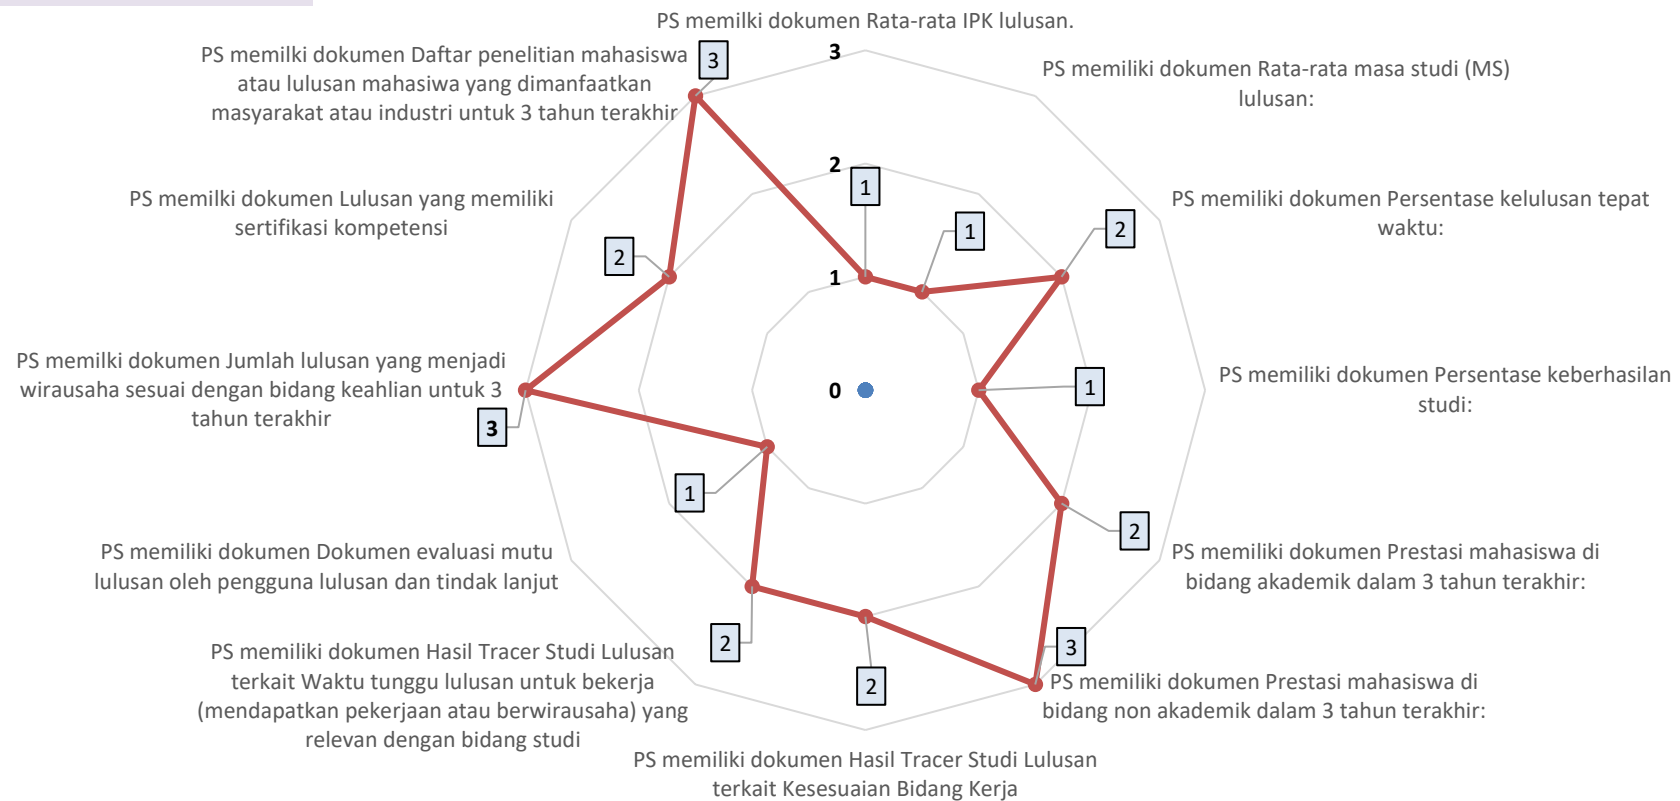 PS memilki dokumen Rata-rata IPK lulusan.
PS memiliki dokumen Rata-rata masa studi (MS)
lulusan:
PS memiliki dokumen Persentase kelulusan tepat
waktu:
PS memiliki dokumen Persentase keberhasilan
studi:
PS memiliki dokumen Prestasi mahasiswa di
bidang akademik dalam 3 tahun terakhir:
PS memiliki dokumen Prestasi mahasiswa di
bidang non akademik dalam 3 tahun terakhir:
PS memiliki dokumen Hasil Tracer Studi Lulusan
terkait Kesesuaian Bidang Kerja
PS memiliki dokumen Hasil Tracer Studi Lulusan
terkait Waktu tunggu lulusan untuk bekerja
(mendapatkan pekerjaan atau berwirausaha) yang
relevan dengan bidang studi
PS memiliki dokumen Dokumen evaluasi mutu
lulusan oleh pengguna lulusan dan tindak lanjut
PS memilki dokumen Jumlah lulusan yang menjadi
wirausaha sesuai dengan bidang keahlian untuk 3
tahun terakhir
PS memilki dokumen Lulusan yang memiliki
sertifikasi kompetensi
PS memilki dokumen Daftar penelitian mahasiswa
atau lulusan mahasiwa yang dimanfaatkan
masyarakat atau industri untuk 3 tahun terakhir
3
2
1
0
1
1
2
1
2
3
2
2
1
3
2
3